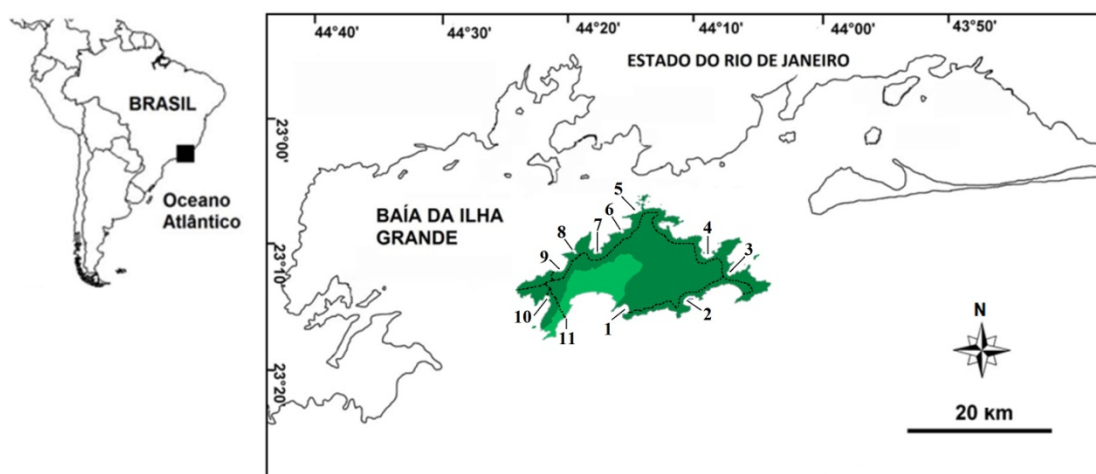 BRASIL
Oceano
Atlântico
44°40'
44°30'
44°20'
44°10'
44°00'
43°50'
ESTADO DO RIO DE JANEIRO
23°00'
23°10'
23°20'
BAÍA DA ILHA
GRANDE
5
6
7
8
9
4
3
10
11
1
2
N
20 KM